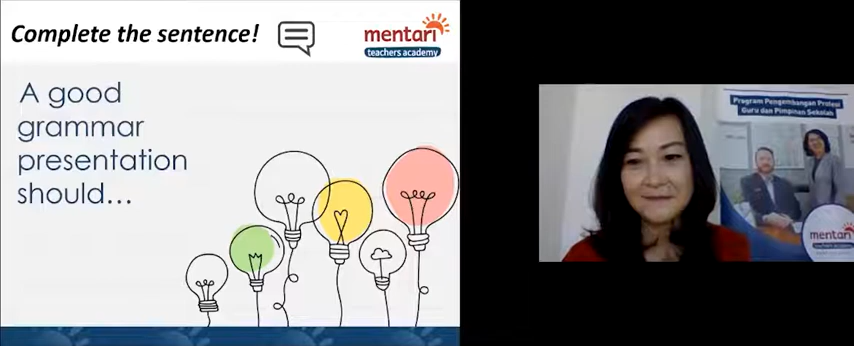 Complete the sentence!
mentari
teachers academy
A good
grammar
presentation
should...
Program Pengembangan Profesi
Guru dan Pimpinan Sekolah
mentari
teachers academy